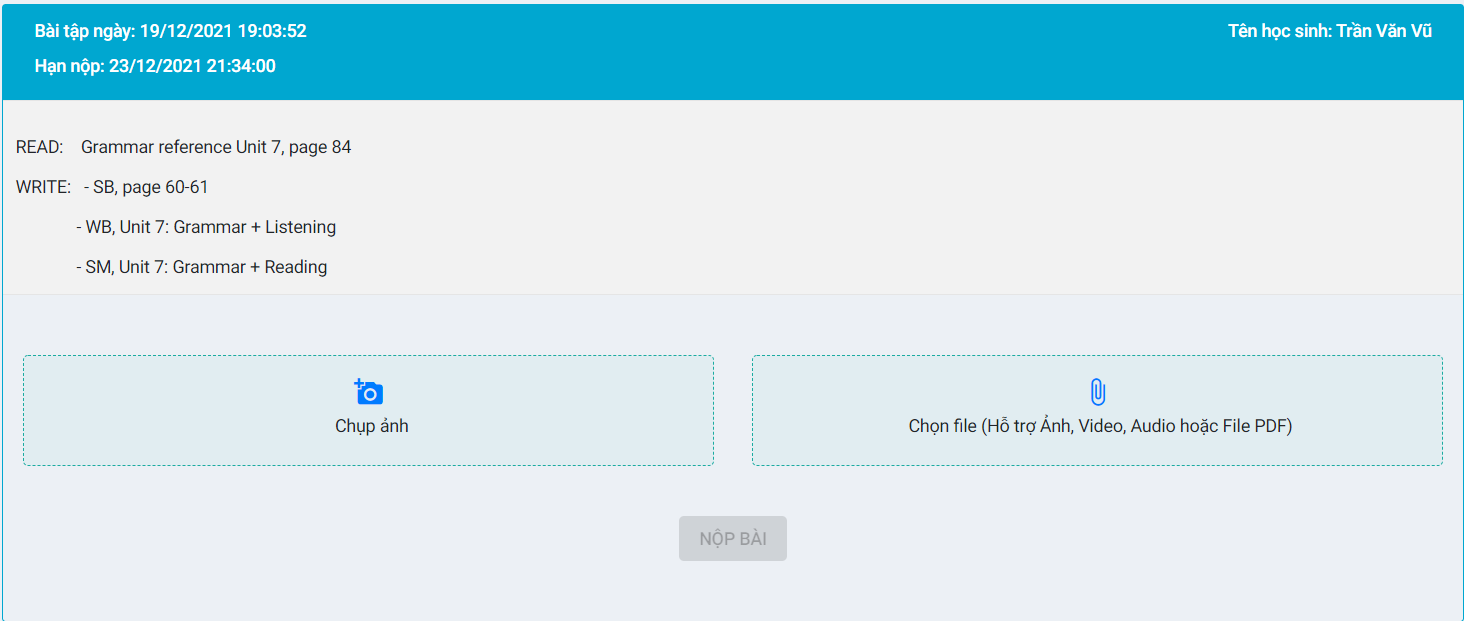 Bài tập ngày: 19/12/2021 19:03:52
Tên học sinh: Trần Văn Vũ
Hạn nộp: 23/12/2021 21:34:00
READ: Grammar reference Unit 7, page 84
WRITE: - SB, page 60-61
- WB, Unit 7: Grammar + Listening
- SM, Unit 7: Grammar + Reading
Chụp ảnh
Chọn file (Hỗ trợ Ảnh, Video, Audio hoặc File PDF)
NỘP BÀI